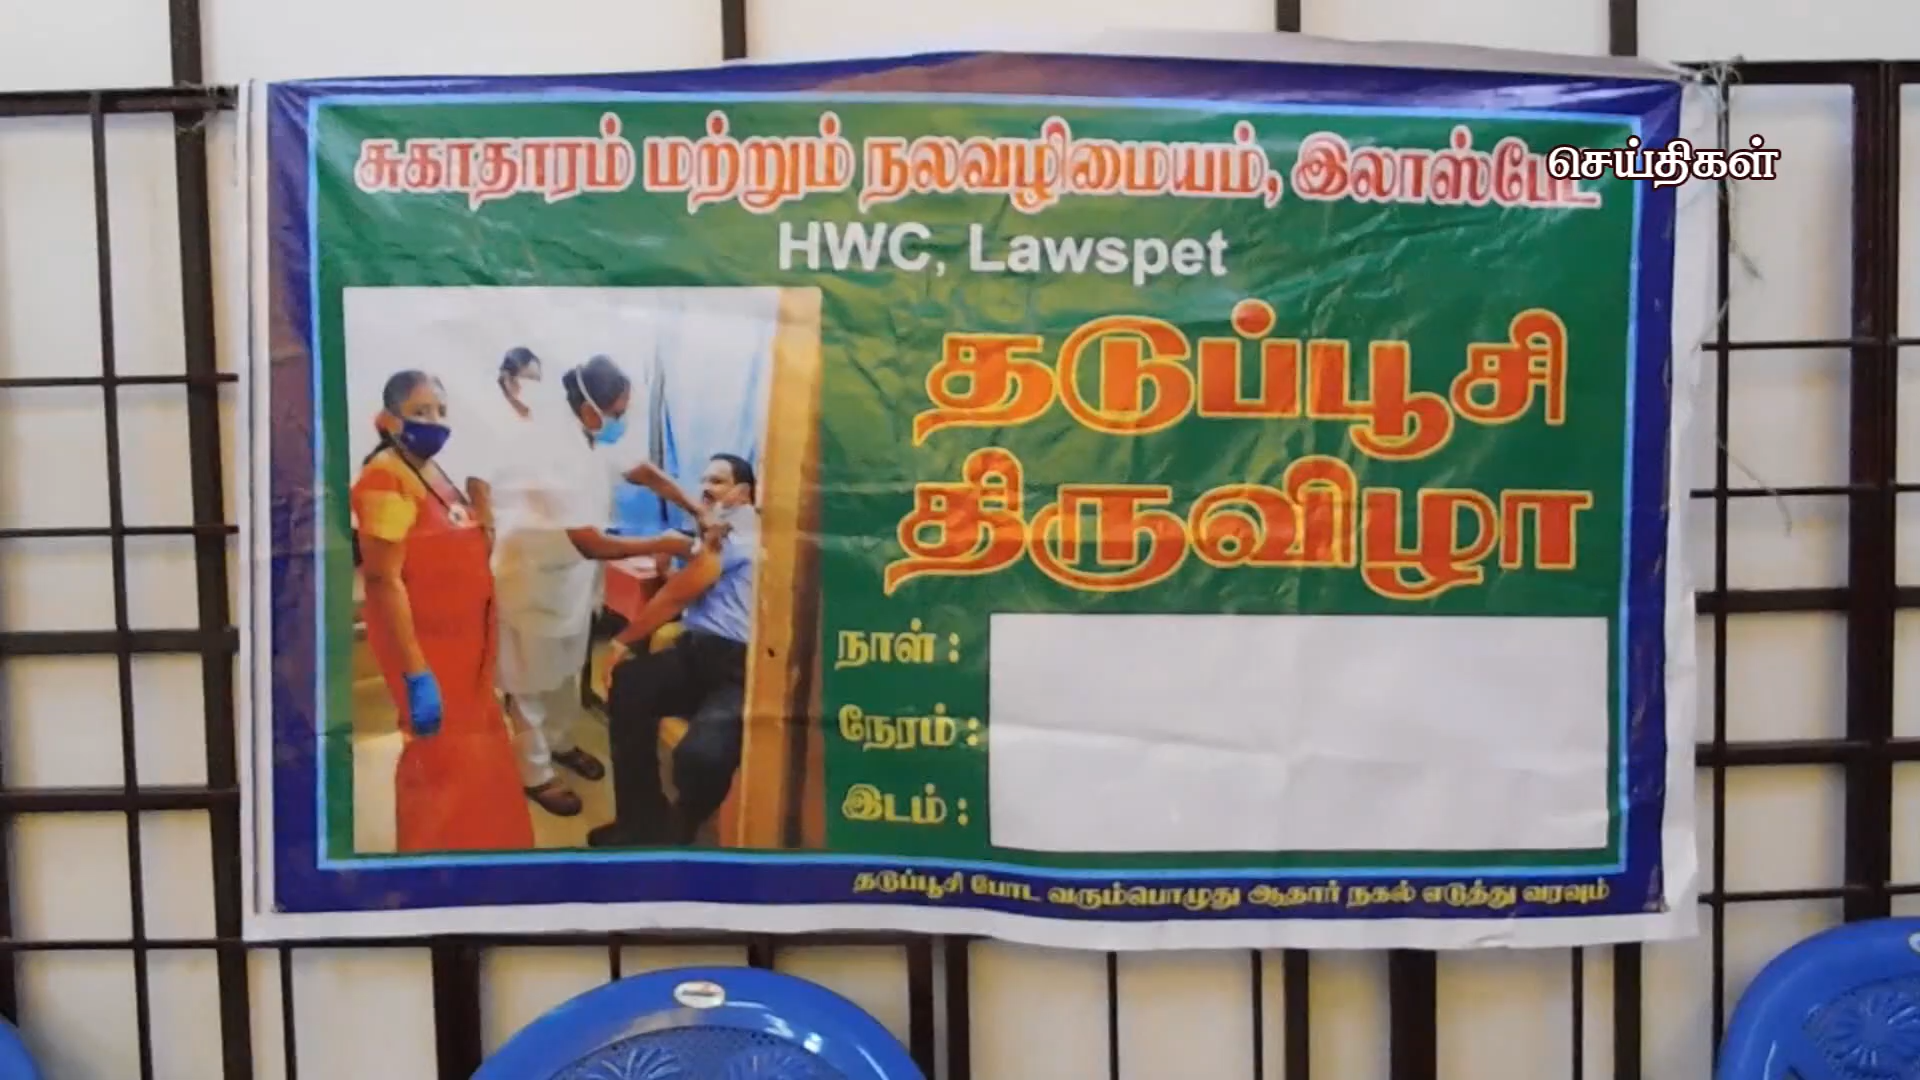 சுகாதாரம் மற்றும் நலவழிமையம், இலாஸ்பேட்
செய்திகள்
HWC, Lawspet
தடுப்பூசி
திருவிழா
நாள் :
நேரம் :
இடம் :
தடுப்பூசி போட வரும்பொழுது ஆதார் நகல் எடுத்து வரவும்